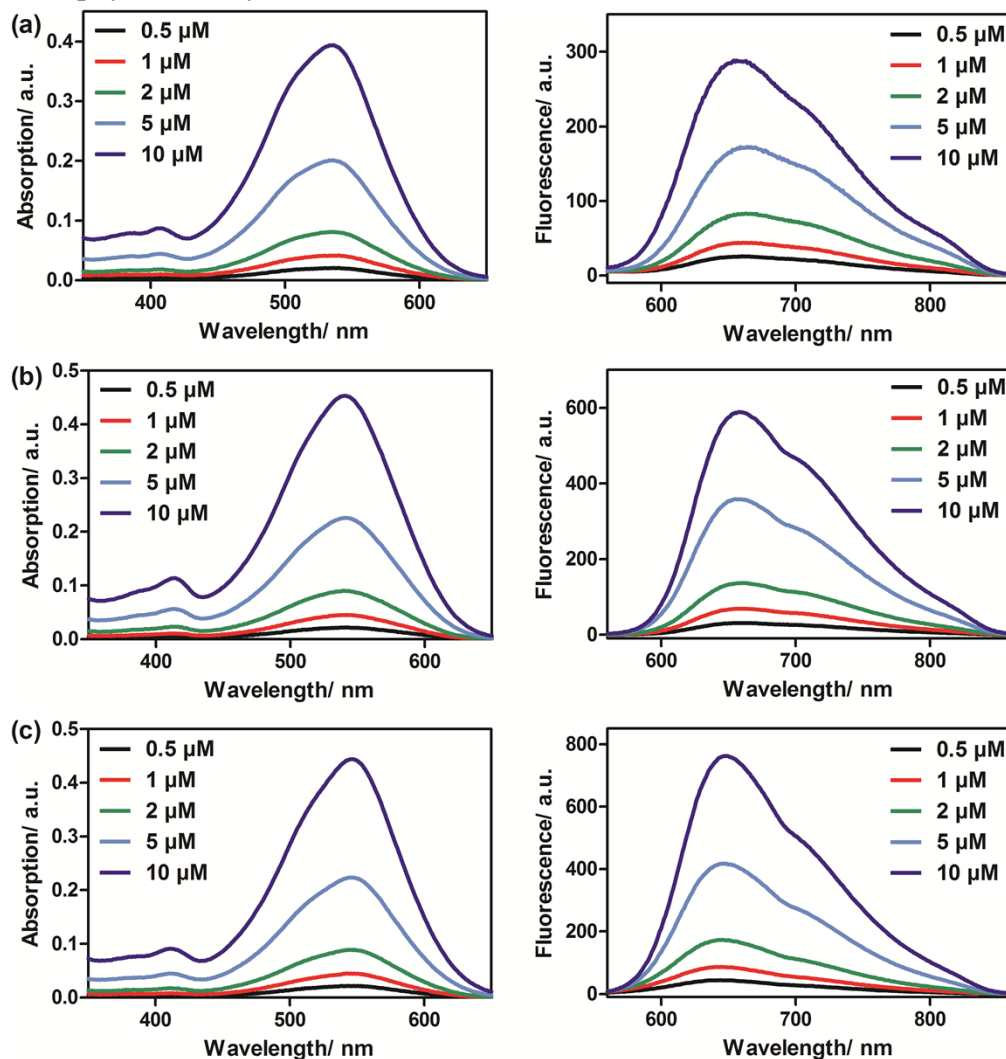 (a)
0.5 µM
1 µM
2 µM
5 µM
10 µM
0.4
0.3
0.2
0.1
0.0
Absorption/ a.u.
400 500 600
Wavelength/ nm
0.5 µM
1 µM
2 µM
5 µM
10 µM
300
200
100
0
Fluorescence/ a.u.
600 700 800
Wavelength/ nm
(b)
0.5 µM
1 µM
2 µM
5 µM
10 µM
0.5
0.4
0.3
0.2
0.1
0.0
Absorption/ a.u.
400 500 600
Wavelength/ nm
0.5 µM
1 µM
2 µM
5 µM
10 µM
600
400
200
0
Fluorescence/ a.u.
600 700 800
Wavelength/ nm
(c)
0.5 µM
1 µM
2 µM
5 µM
10 µM
0.5
0.4
0.3
0.2
0.1
0.0
Absorption/ a.u.
400 500 600
Wavelength/ nm
0.5 µM
1 µM
2 µM
5 µM
10 µM
800
600
400
200
0
Fluorescence/ a.u.
600 700 800
Wavelength/ nm